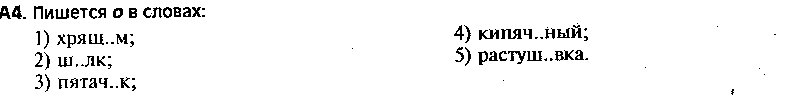 А4. Пишется о в словах:
1) хрящ..м;
2) ш..лк;
3) пятач..к;
4) кипяч..ный;
5) растуш..вка.